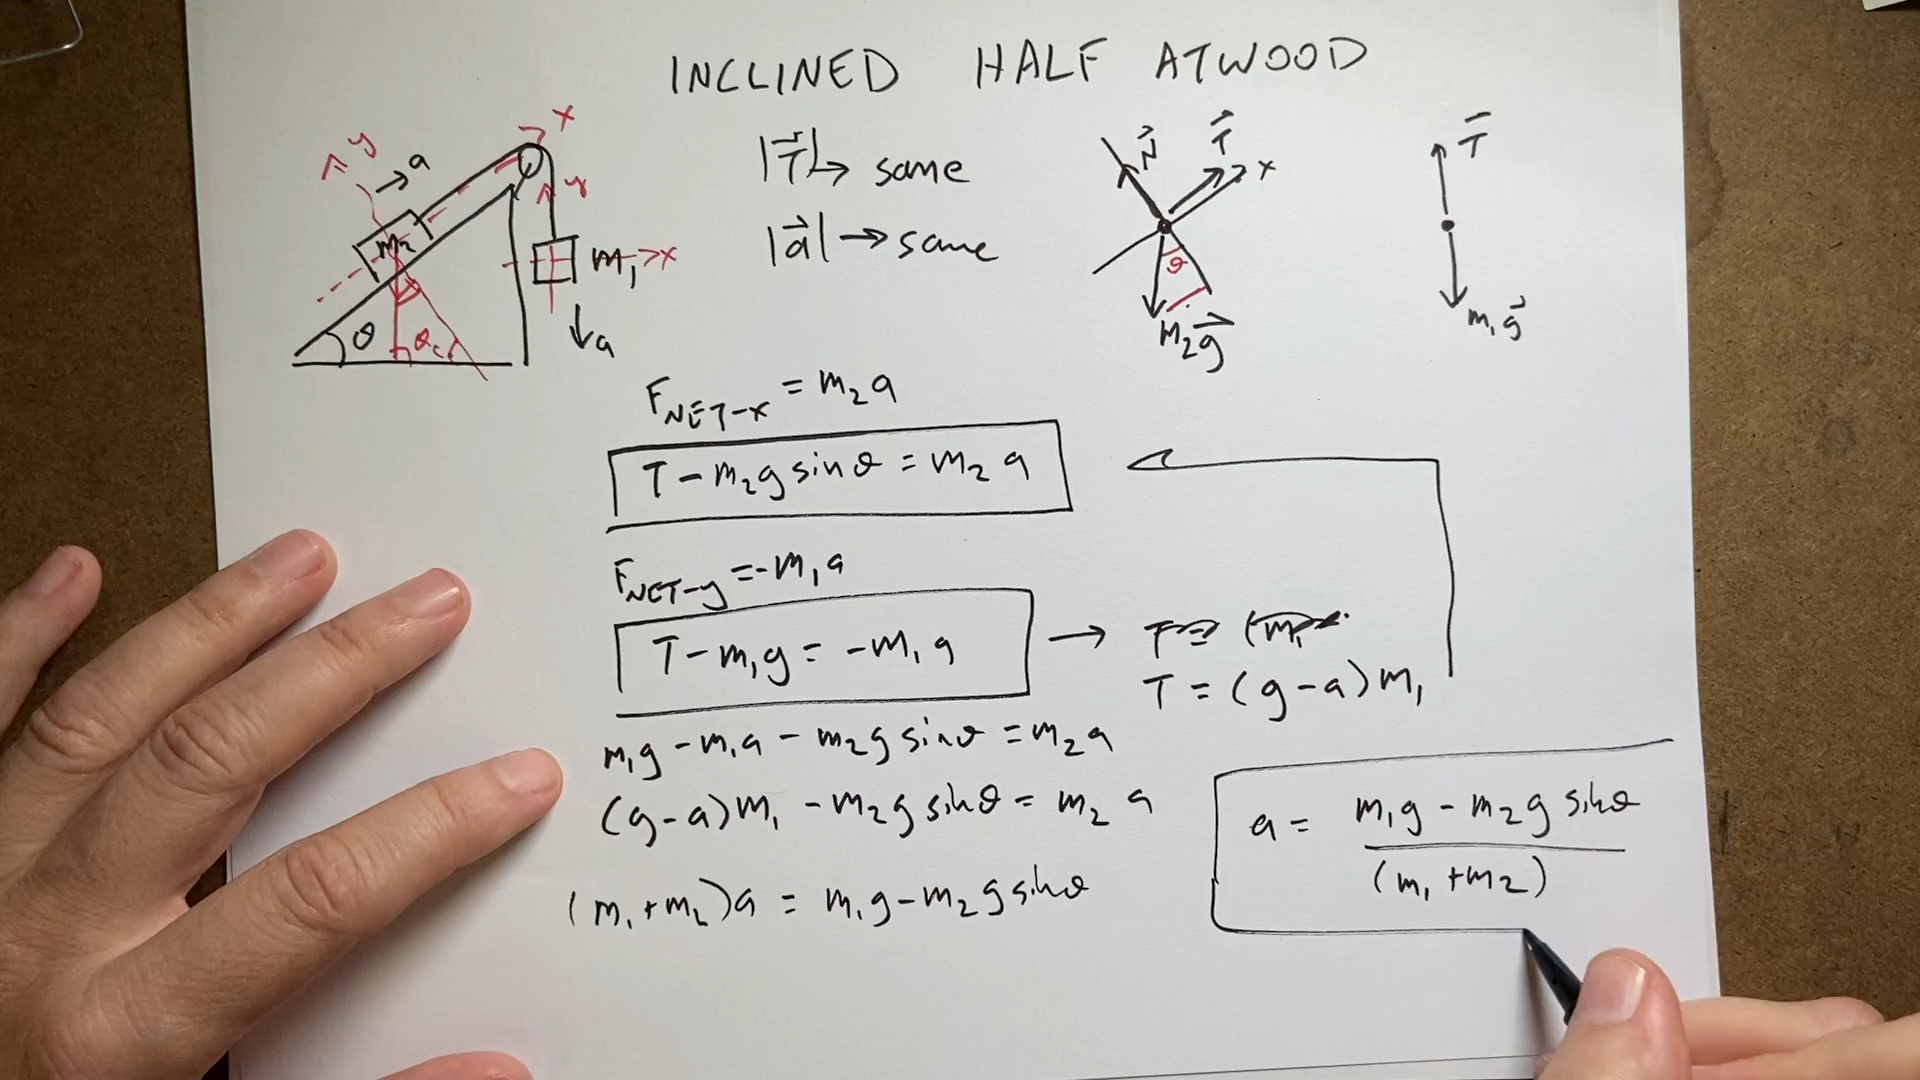 INCLINED HALF ATWOOD
y
a
x
y
m₂
m₁
x
θ
θc
a
|T⃗| → same
|a⃗| → same
N⃗
T⃗
x
θ
m₂g⃗
T⃗
m₁g⃗
F_NET-x = m₂a
T - m₂g sinθ = m₂a
F_NET-y = -m₁a
T - m₁g = -m₁a →
T = (g - a)m₁
m₁g - m₁a - m₂g sinθ = m₂a
(g - a)m₁ - m₂g sinθ = m₂a
(m₁ + m₂)a = m₁g - m₂g sinθ
a = m₁g - m₂g sinθ
(m₁ + m₂)